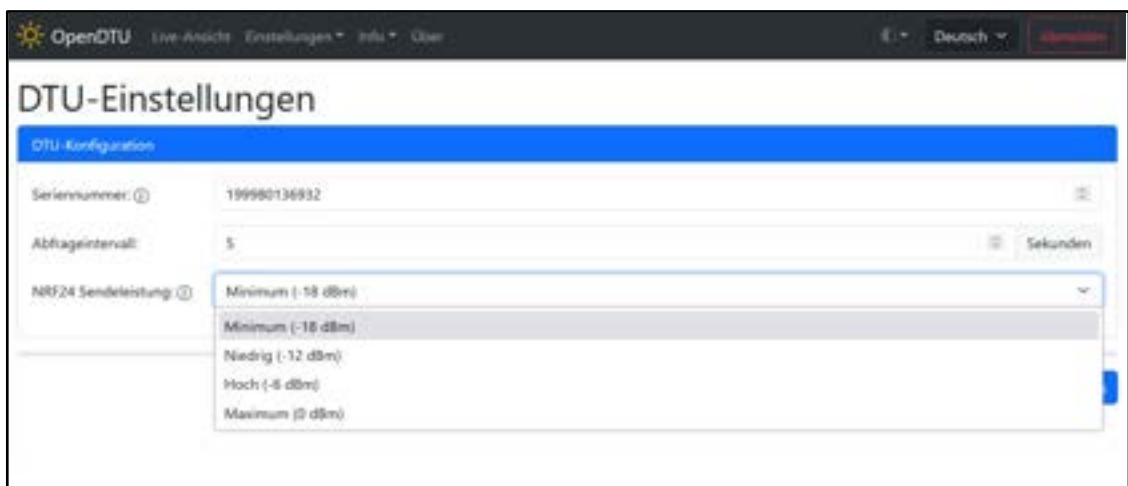 OpenDTU Live-Ansicht Einstellungen Info Über Deutsch Abmelden
DTU-Einstellungen
DTU-Konfiguration
Seriennummer: 199980136932
Abfrageintervall: 5 Sekunden
NRF24 Sendeleistung: Minimum (-18 dBm)
Minimum (-18 dBm)
Niedrig (-12 dBm)
Hoch (-6 dBm)
Maximum (0 dBm)